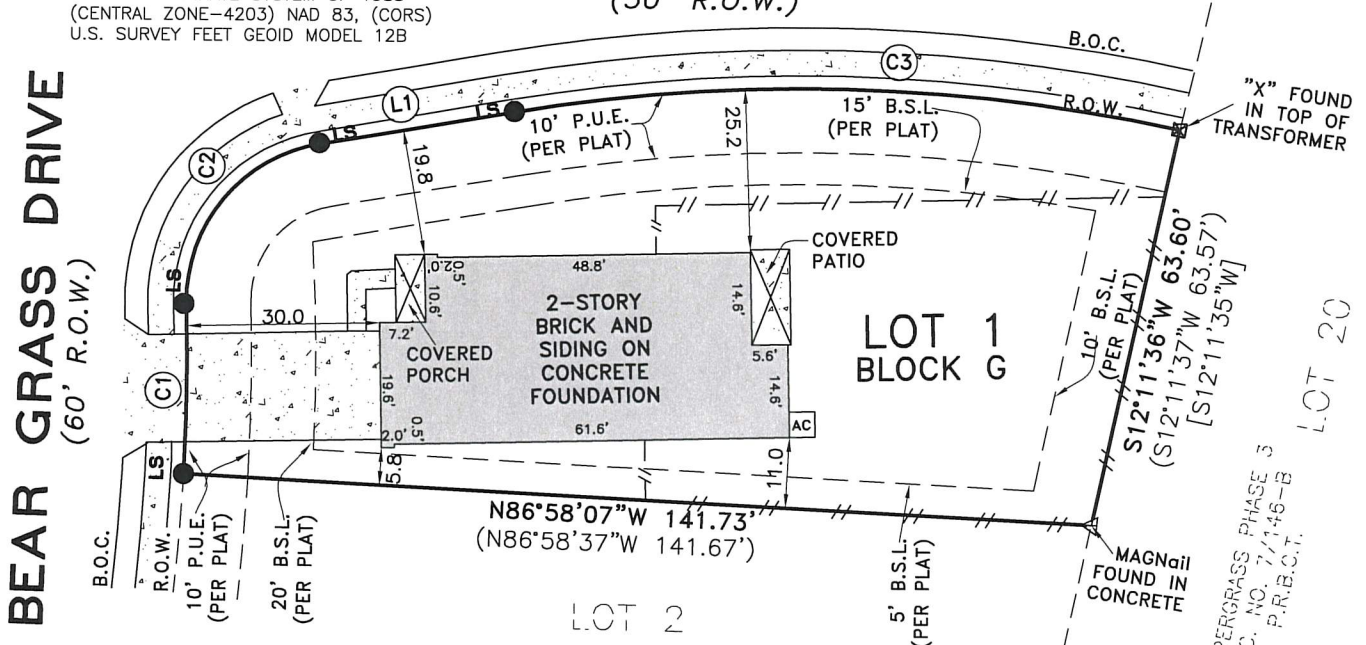 (CENTRAL ZONE-4203) NAD 83, (CORS)
U.S. SURVEY FEET GEOID MODEL 12B
R.O.W.)
B.O.C.
C3
"X" FOUND
IN TOP OF
TRANSFORMER
L1
LS
LS
10' P.U.E.
(PER PLAT)
15' B.S.L.
(PER PLAT)
R.O.W.
C2
19.8
25.2
BEAR GRASS DRIVE
(60' R.O.W.)
LS
30.0
COVERED
PATIO
2.0'
0.5'
48.8'
10.6'
14.6'
7.2'
COVERED
PORCH
2-STORY
BRICK AND
SIDING ON
CONCRETE
FOUNDATION
5.6'
14.6'
19.6'
2.0'
0.5'
61.6'
AC
LOT 1
BLOCK G
10' B.S.L.
(PER PLAT)
S12°11'36"W 63.60'
(S12°11'37"W 63.57')
[S12°11'35"W]
LOT 20
C1
LS
5.8
11.0
N86°58'07"W 141.73'
(N86°58'37"W 141.67')
B.O.C.
R.O.W.
10' P.U.E.
(PER PLAT)
20' B.S.L.
(PER PLAT)
5' B.S.L.
(PER PLAT)
LOT 2
MAGNail
FOUND IN
CONCRETE
PERGRASS PHASE 3
NO. 7/146-B
P.R.B.C.T.